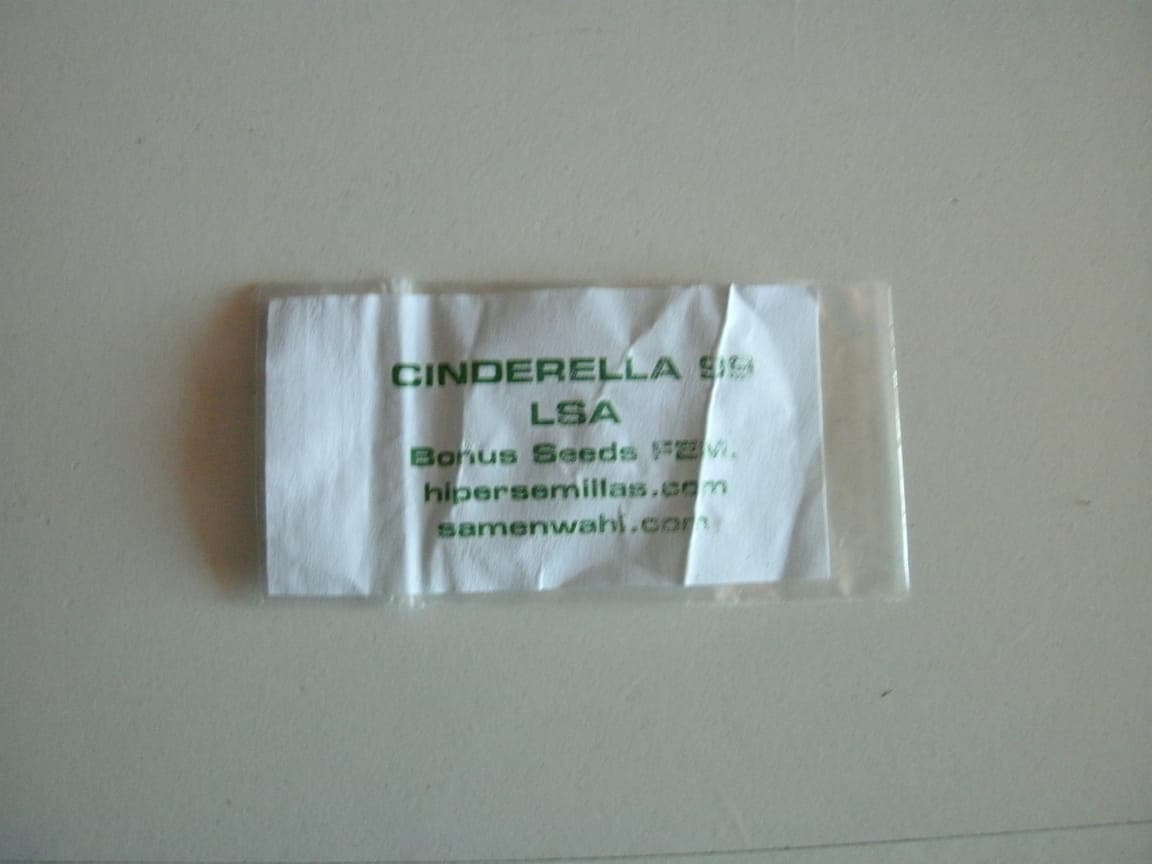 CINDERELLA 99
LSA
Bonus Seeds FEM.
hipersemillas.com
samenwahl.com